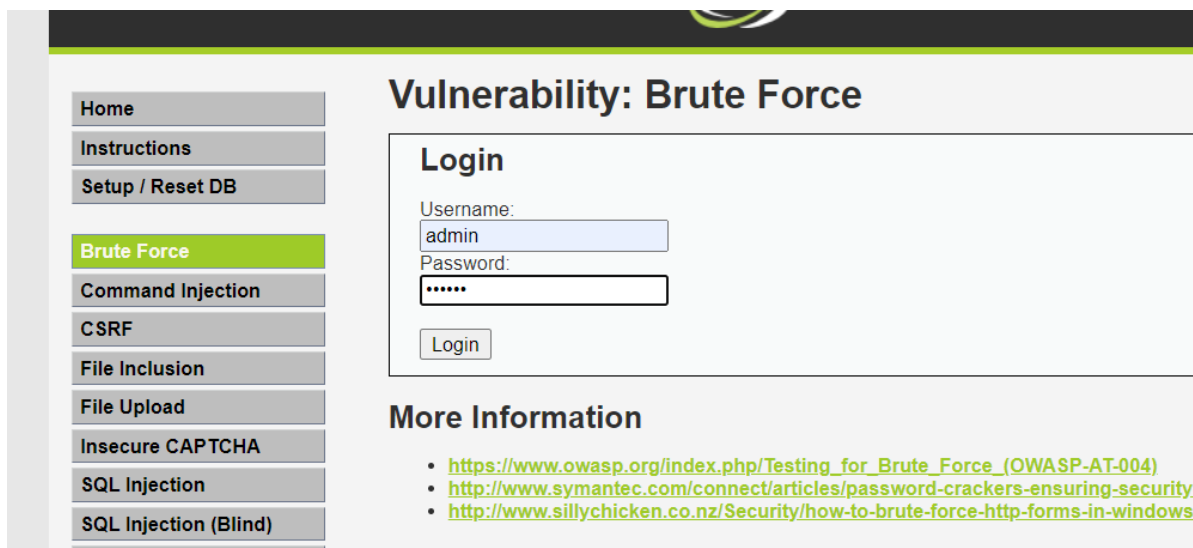 Home
Instructions
Setup / Reset DB
Brute Force
Command Injection
CSRF
File Inclusion
File Upload
Insecure CAPTCHA
SQL Injection
SQL Injection (Blind)
Vulnerability: Brute Force
Login
Username:
admin
Password:
••••••
Login
More Information
https://www.owasp.org/index.php/Testing_for_Brute_Force_(OWASP-AT-004)
http://www.symantec.com/connect/articles/password-crackers-ensuring-security
http://www.sillychicken.co.nz/Security/how-to-brute-force-http-forms-in-windows